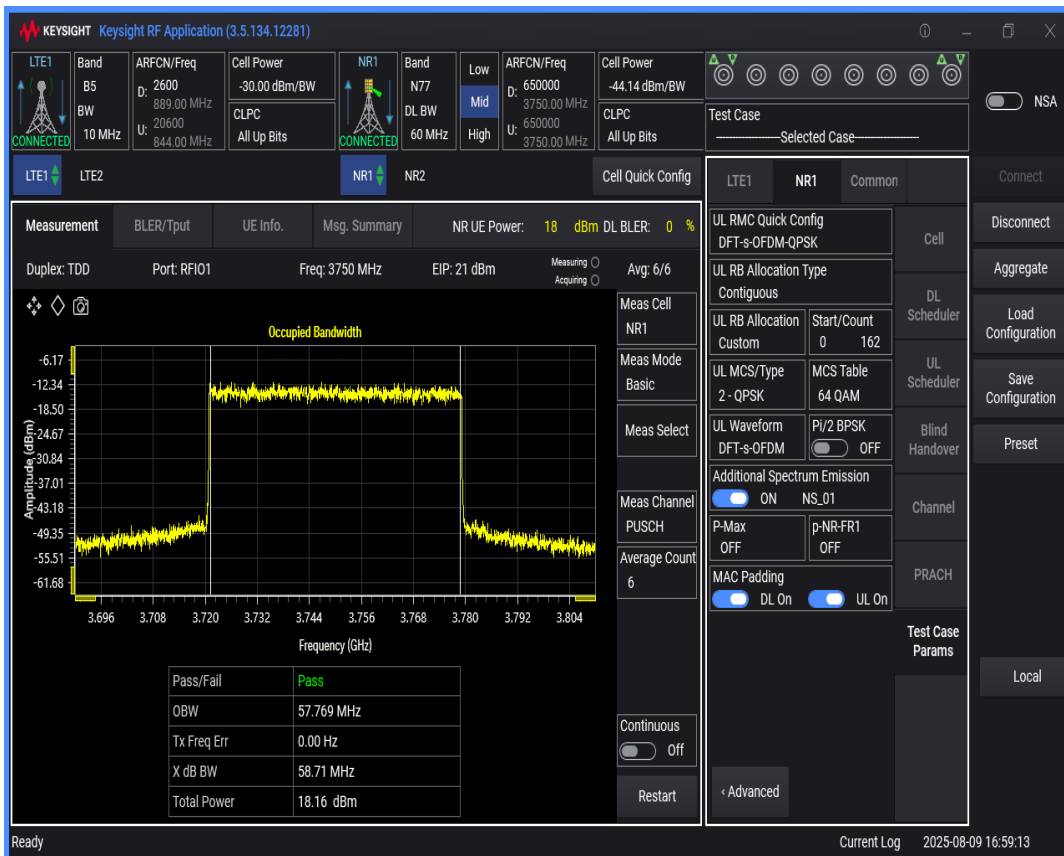 KEYSIGHT Keysight RF Application (3.5.134.12281)
LTE1
CONNECTED
Band
B5
BW
10 MHz
ARFCN/Freq
D: 2600
889.00 MHz
U: 20600
844.00 MHz
Cell Power
-30.00 dBm/BW
CLPC
All Up Bits
NR1
CONNECTED
Band
N77
DL BW
60 MHz
Low
Mid
High
ARFCN/Freq
D: 650000
3750.00 MHz
U: 650000
3750.00 MHz
Cell Power
-44.14 dBm/BW
CLPC
All Up Bits
Test Case
-----Selected Case-----
NSA
LTE1 LTE2 NR1 NR2 Cell Quick Config
Measurement BLER/Tput UE Info. Msg. Summary NR UE Power: 18 dBm DL BLER: 0 %
Duplex: TDD Port: RFIO1 Freq: 3750 MHz EIP: 21 dBm Measuring Acquiring Avg: 6/6
Occupied Bandwidth
Amplitude (dBm)
-6.17
-12.34
-18.50
-24.67
-30.84
-37.01
-43.18
-49.35
-55.51
-61.68
3.696 3.708 3.720 3.732 3.744 3.756 3.768 3.780 3.792 3.804
Frequency (GHz)
Pass/Fail Pass
OBW 57.769 MHz
Tx Freq Err 0.00 Hz
X dB BW 58.71 MHz
Total Power 18.16 dBm
Meas Cell
NR1
Meas Mode
Basic
Meas Select
Meas Channel
PUSCH
Average Count
6
Continuous
Off
Restart
LTE1 NR1 Common
UL RMC Quick Config
DFT-s-OFDM-QPSK
UL RB Allocation Type
Contiguous
UL RB Allocation
Custom
Start/Count
0 162
UL MCS/Type
2 - QPSK
MCS Table
64 QAM
UL Waveform
DFT-s-OFDM
Pi/2 BPSK
OFF
Additional Spectrum Emission
ON NS_01
P-Max
OFF
p-NR-FR1
OFF
MAC Padding
DL On UL On
‹ Advanced
Cell
DL
Scheduler
UL
Scheduler
Blind
Handover
Channel
PRACH
Test Case
Params
Connect
Disconnect
Aggregate
Load
Configuration
Save
Configuration
Preset
Local
Ready Current Log 2025-08-09 16:59:13